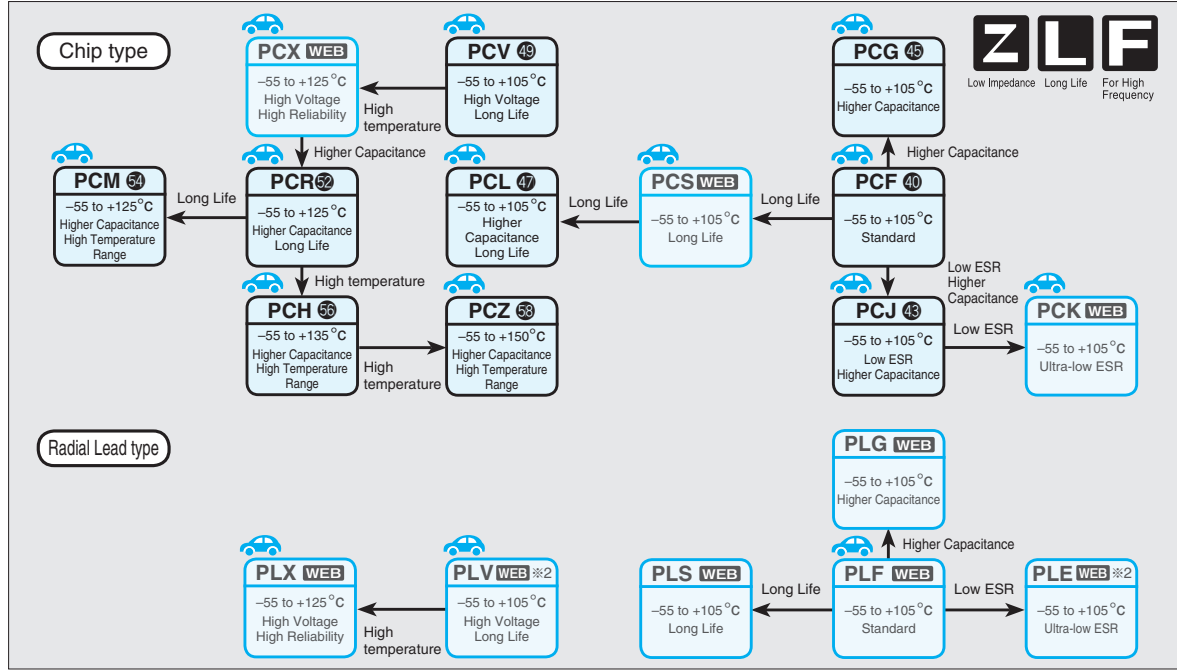 Chip type
PCX WEB
–55 to +125°C
High Voltage
High Reliability
High
temperature
PCV 49
–55 to +105°C
High Voltage
Long Life
PCG 45
–55 to +105°C
Higher Capacitance
Z L F
Low Impedance Long Life For High
Frequency
Higher Capacitance
Higher Capacitance
PCM 54
–55 to +125°C
Higher Capacitance
High Temperature
Range
Long Life
PCR 52
–55 to +125°C
Higher Capacitance
Long Life
PCL 47
–55 to +105°C
Higher
Capacitance
Long Life
Long Life
PCS WEB
–55 to +105°C
Long Life
Long Life
PCF 40
–55 to +105°C
Standard
High temperature
Low ESR
Higher
Capacitance
PCH 56
–55 to +135°C
Higher Capacitance
High Temperature
Range
High
temperature
PCZ 58
–55 to +150°C
Higher Capacitance
High Temperature
Range
PCJ 43
–55 to +105°C
Low ESR
Higher Capacitance
Low ESR
PCK WEB
–55 to +105°C
Ultra-low ESR
Radial Lead type
PLG WEB
–55 to +105°C
Higher Capacitance
Higher Capacitance
PLX WEB
–55 to +125°C
High Voltage
High Reliability
High
temperature
PLV WEB ※2
–55 to +105°C
High Voltage
Long Life
PLS WEB
–55 to +105°C
Long Life
Long Life
PLF WEB
–55 to +105°C
Standard
Low ESR
PLE WEB ※2
–55 to +105°C
Ultra-low ESR